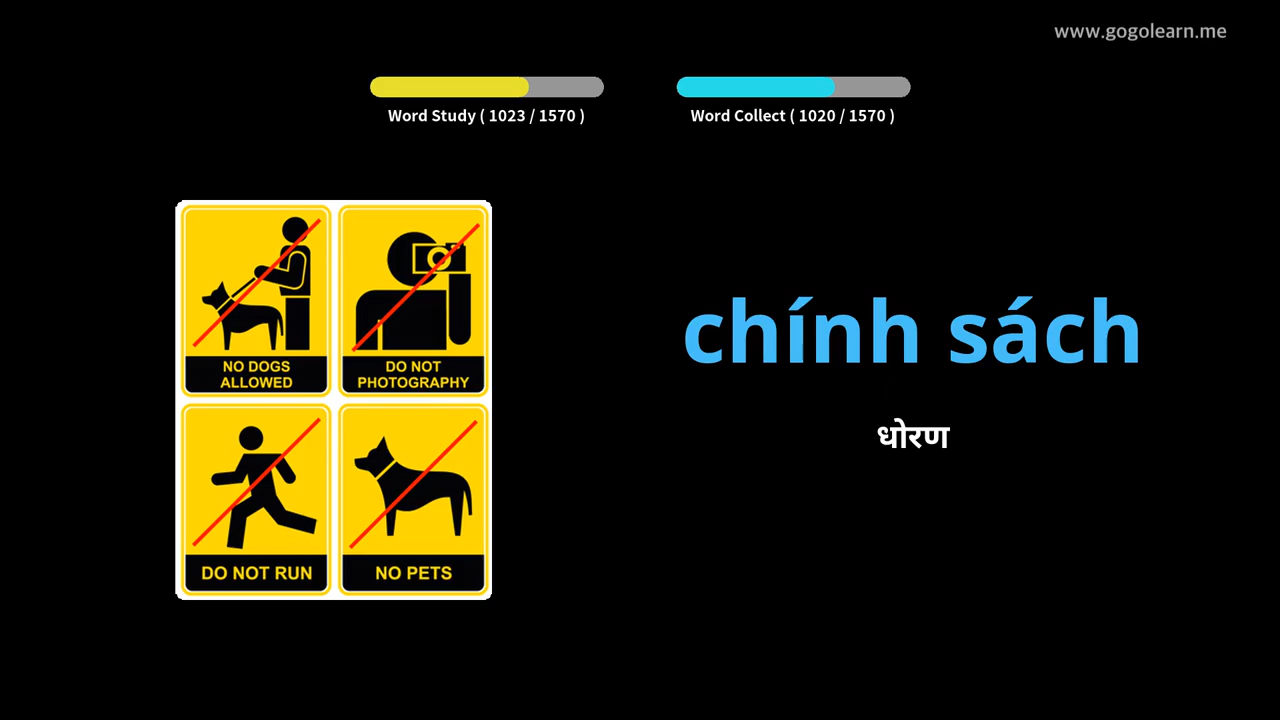 www.gogolearn.me
Word Study ( 1023 / 1570 )
Word Collect ( 1020 / 1570 )
NO DOGS
ALLOWED
DO NOT
PHOTOGRAPHY
DO NOT RUN
NO PETS
chính sách
धोरण